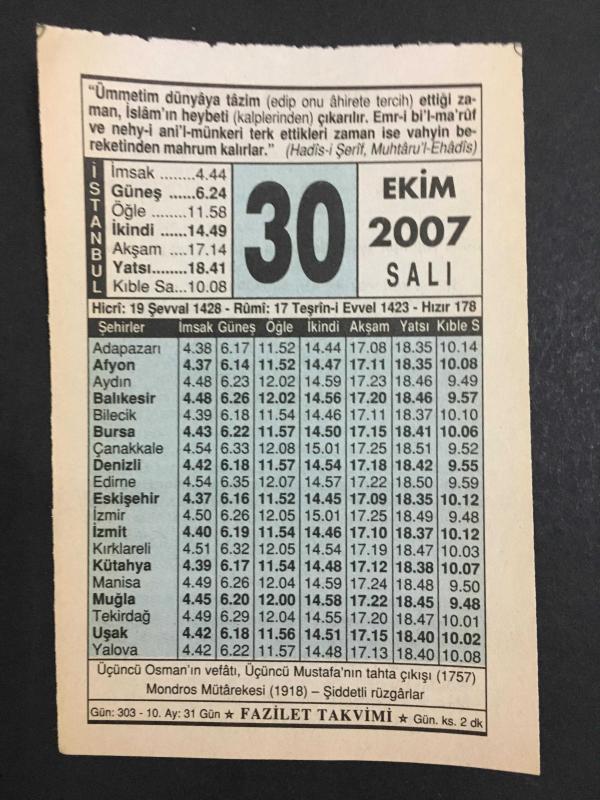 "Ümmetim dünyâya tâzim (edip onu âhirete tercih) ettiği za-
man, İslâm'ın heybeti (kalplerinden) çıkarılır. Emr-i bi'l-ma'rûf
ve nehy-i ani'l-münkeri terk ettikleri zaman ise vahyin be-
reketinden mahrum kalırlar." (Hadîs-i Şerîf, Muhtâru'l-Ehâdîs)
İSTANBUL
İmsak ........4.44
Güneş ......6.24
Öğle ........11.58
İkindi ......14.49
Akşam ....17.14
Yatsı........18.41
Kıble Sa...10.08
30
EKİM
2007
SALI
Hicrî: 19 Şevval 1428 - Rûmî: 17 Teşrîn-i Evvel 1423 - Hızır 178
Şehirler İmsak Güneş Öğle İkindi Akşam Yatsı Kıble S
Adapazarı 4.38 6.17 11.52 14.44 17.08 18.35 10.14
Afyon 4.37 6.14 11.52 14.47 17.11 18.35 10.08
Aydın 4.48 6.23 12.02 14.59 17.23 18.46 9.49
Balıkesir 4.48 6.26 12.02 14.56 17.20 18.46 9.57
Bilecik 4.39 6.18 11.54 14.46 17.11 18.37 10.10
Bursa 4.43 6.22 11.57 14.50 17.15 18.41 10.06
Çanakkale 4.54 6.33 12.08 15.01 17.25 18.51 9.52
Denizli 4.42 6.18 11.57 14.54 17.18 18.42 9.55
Edirne 4.54 6.35 12.07 14.57 17.22 18.50 9.59
Eskişehir 4.37 6.16 11.52 14.45 17.09 18.35 10.12
İzmir 4.50 6.26 12.05 15.01 17.25 18.49 9.48
İzmit 4.40 6.19 11.54 14.46 17.10 18.37 10.12
Kırklareli 4.51 6.32 12.05 14.54 17.19 18.47 10.03
Kütahya 4.39 6.17 11.54 14.48 17.12 18.38 10.07
Manisa 4.49 6.26 12.04 14.59 17.24 18.48 9.50
Muğla 4.45 6.20 12.00 14.58 17.22 18.45 9.48
Tekirdağ 4.49 6.29 12.04 14.55 17.20 18.47 10.01
Uşak 4.42 6.18 11.56 14.51 17.15 18.40 10.02
Yalova 4.42 6.22 11.57 14.48 17.13 18.40 10.08
Üçüncü Osman'ın vefâtı, Üçüncü Mustafa'nın tahta çıkışı (1757)
Mondros Mütârekesi (1918) – Şiddetli rüzgârlar
Gün: 303 - 10. Ay: 31 Gün ★ FAZİLET TAKVİMİ ★ Gün. ks. 2 dk